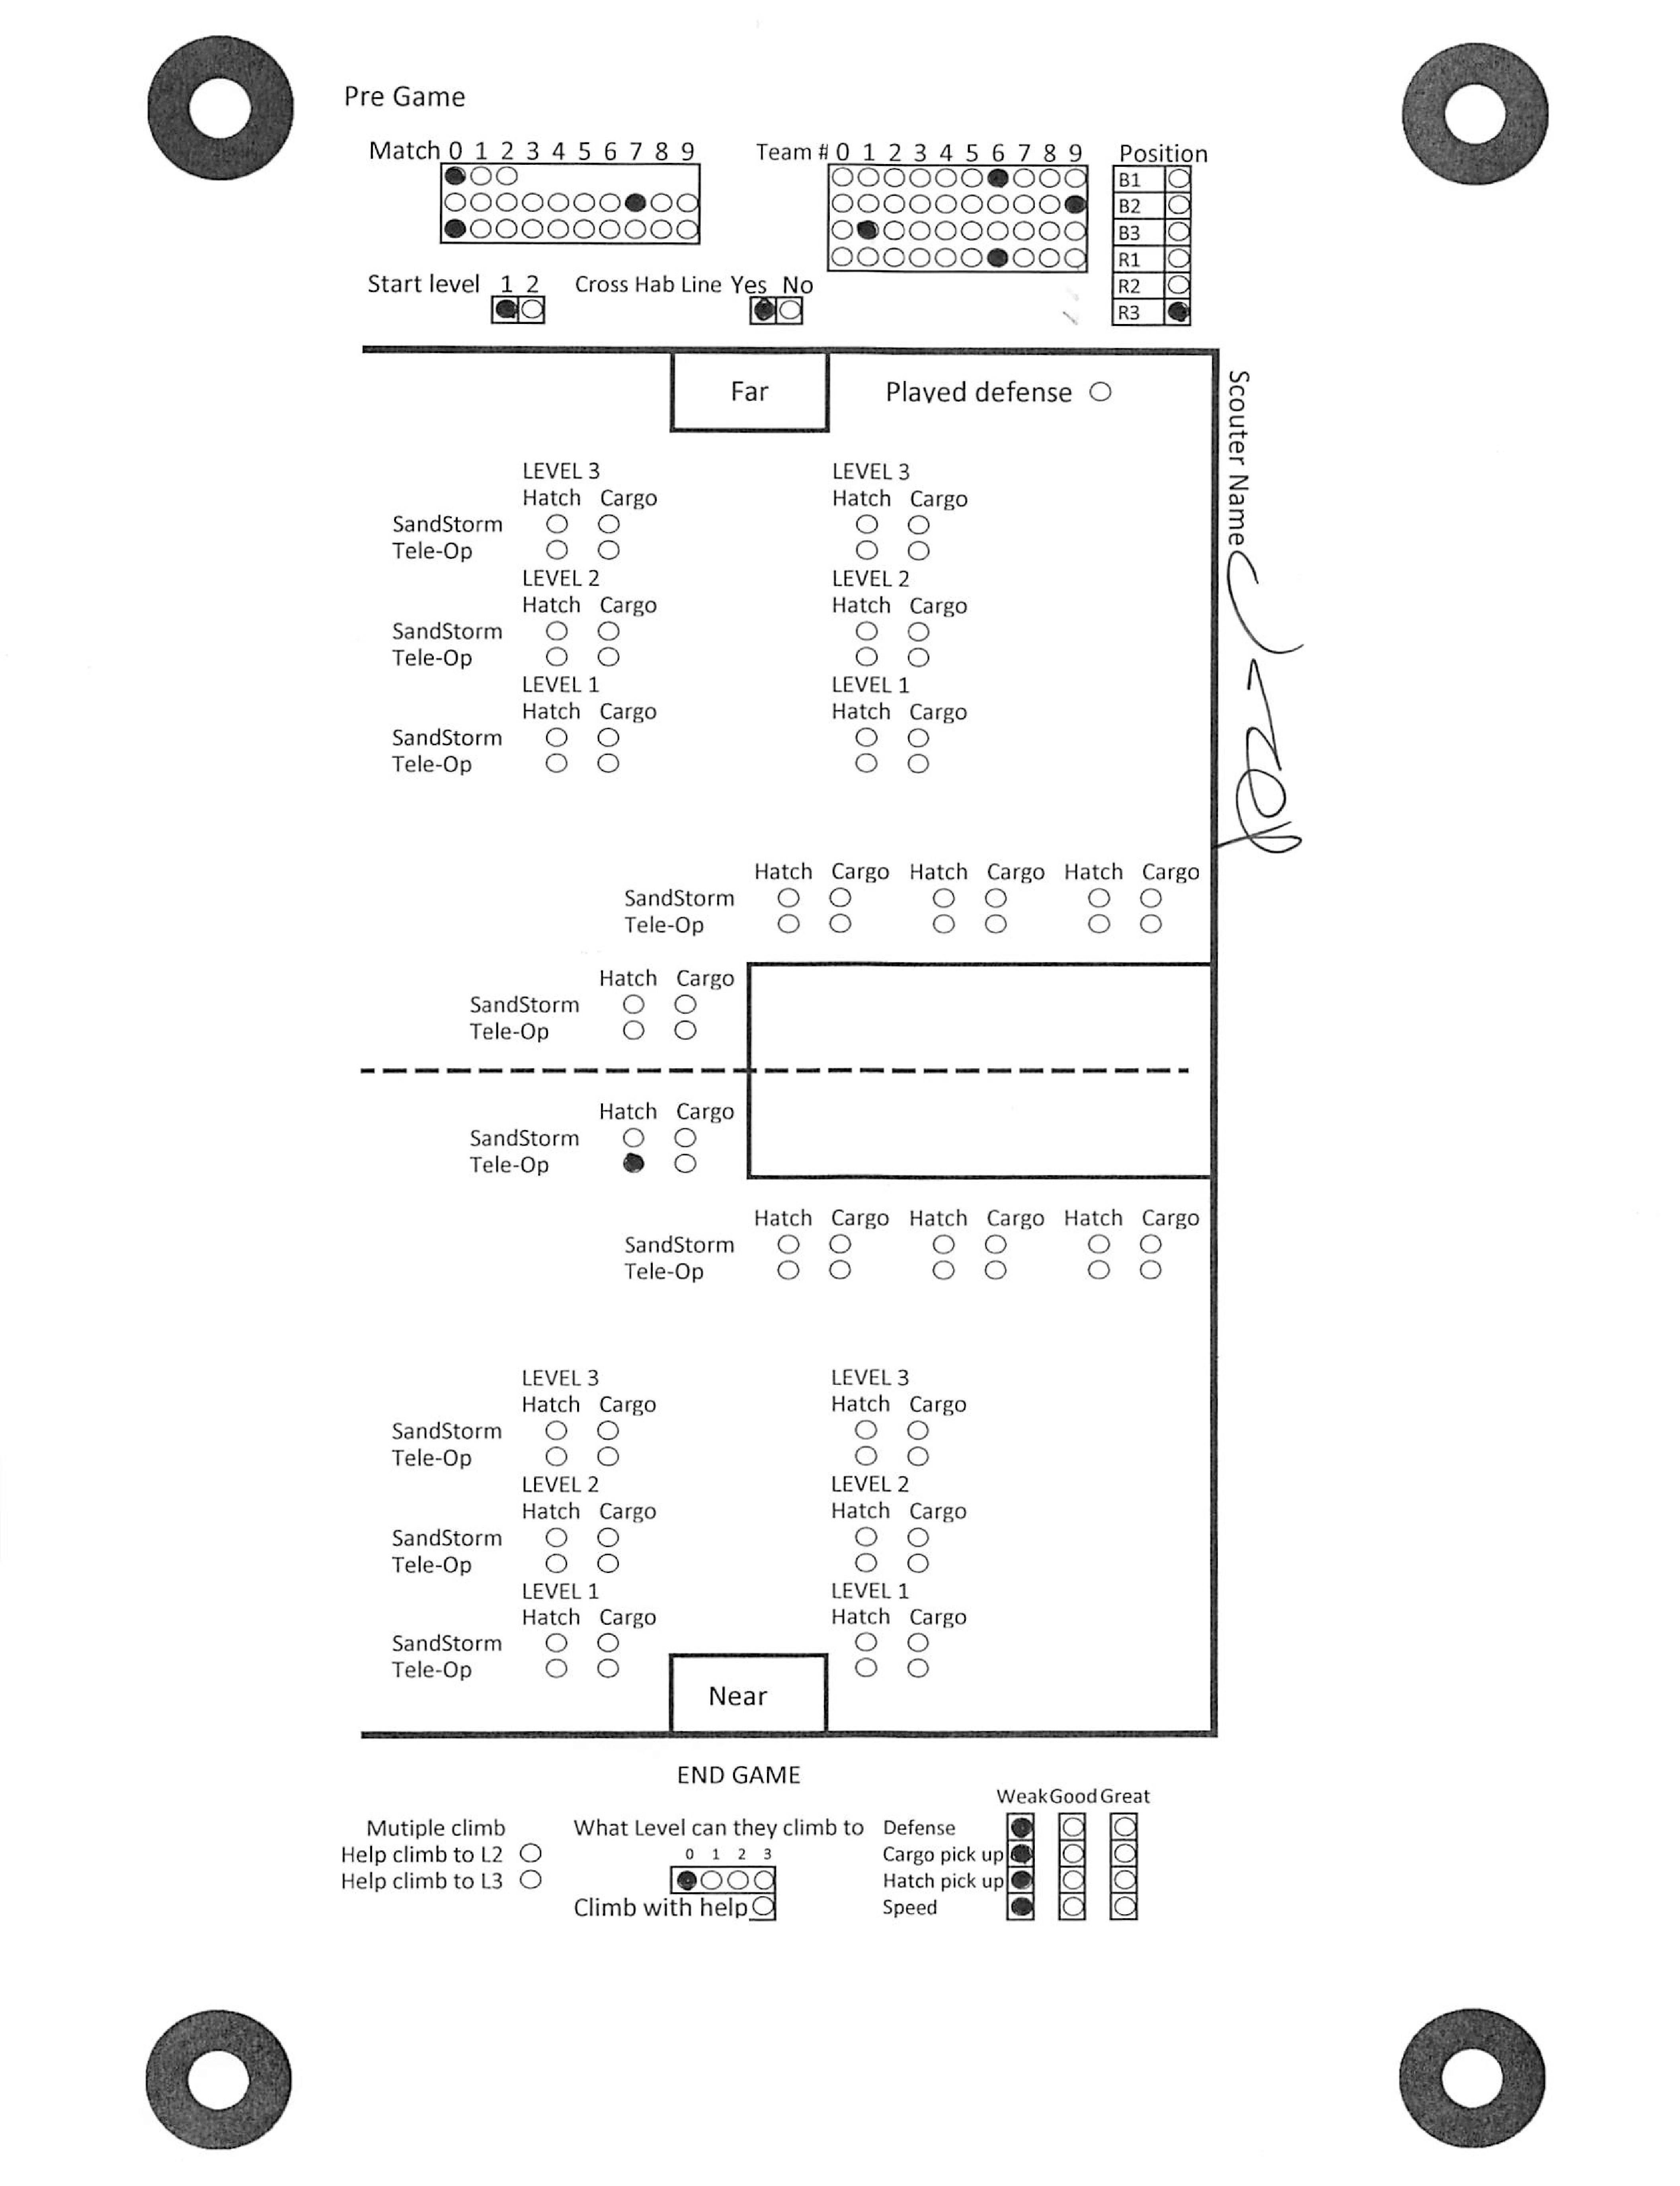 Pre Game
Match 0 1 2 3 4 5 6 7 8 9
Team # 0 1 2 3 4 5 6 7 8 9
Position
B1
B2
B3
R1
R2
R3
Start level 1 2
Cross Hab Line Yes No
Far
Played defense
Scouter Name
LEVEL 3 LEVEL 3
Hatch Cargo Hatch Cargo
SandStorm
Tele-Op
LEVEL 2 LEVEL 2
Hatch Cargo Hatch Cargo
SandStorm
Tele-Op
LEVEL 1 LEVEL 1
Hatch Cargo Hatch Cargo
SandStorm
Tele-Op
Hatch Cargo Hatch Cargo Hatch Cargo
SandStorm
Tele-Op
Hatch Cargo
SandStorm
Tele-Op
Hatch Cargo
SandStorm
Tele-Op
Hatch Cargo Hatch Cargo Hatch Cargo
SandStorm
Tele-Op
LEVEL 3 LEVEL 3
Hatch Cargo Hatch Cargo
SandStorm
Tele-Op
LEVEL 2 LEVEL 2
Hatch Cargo Hatch Cargo
SandStorm
Tele-Op
LEVEL 1 LEVEL 1
Hatch Cargo Hatch Cargo
SandStorm
Tele-Op
Near
END GAME
Mutiple climb
Help climb to L2
Help climb to L3
What Level can they climb to
0 1 2 3
Climb with help
Weak Good Great
Defense
Cargo pick up
Hatch pick up
Speed